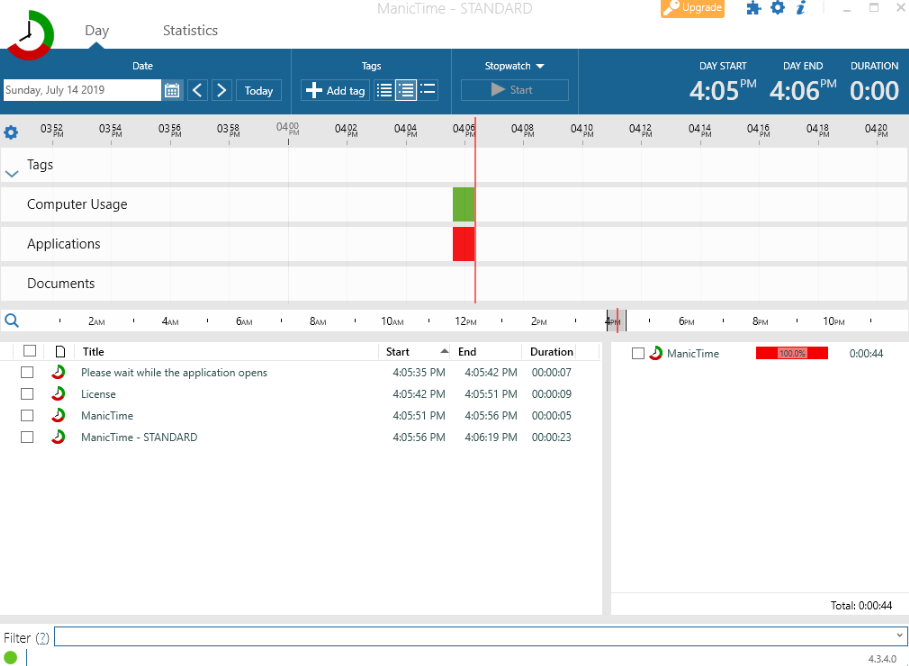 ManicTime - STANDARD
Upgrade
Day Statistics
Date Tags Stopwatch DAY START DAY END DURATION
Sunday, July 14 2019 Today Add tag Start 4:05 PM 4:06 PM 0:00
03 52 PM 03 54 PM 03 56 PM 03 58 PM 04 00 PM 04 02 PM 04 04 PM 04 06 PM 04 08 PM 04 10 PM 04 12 PM 04 14 PM 04 16 PM 04 18 PM 04 20 PM
Tags
Computer Usage
Applications
Documents
2AM 4AM 6AM 8AM 10AM 12PM 2PM 4PM 6PM 8PM 10PM
Title Start End Duration
Please wait while the application opens 4:05:35 PM 4:05:42 PM 00:00:07
License 4:05:42 PM 4:05:51 PM 00:00:09
ManicTime 4:05:51 PM 4:05:56 PM 00:00:05
ManicTime - STANDARD 4:05:56 PM 4:06:19 PM 00:00:23
ManicTime 100.0% 0:00:44
Total: 0:00:44
Filter (?)
4.3.4.0